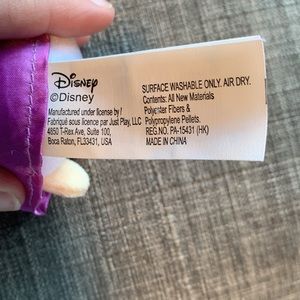 Disney
©Disney
Manufactured under license by /
Fabriqué sous licence par Just Play, LLC
4850 T-Rex Ave, Suite 100,
Boca Raton, FL33431, USA
SURFACE WASHABLE ONLY. AIR DRY.
Contents: All New Materials
Polyester Fibers &
Polypropylene Pellets.
REG.NO. PA-15431 (HK)
MADE IN CHINA